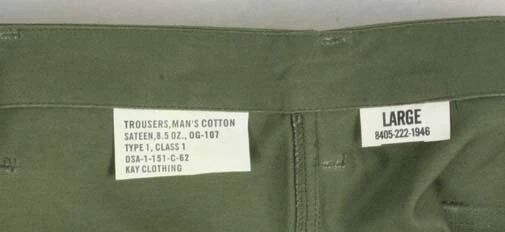 TROUSERS, MAN'S COTTON
SATEEN, 8.5 OZ., OG-107
TYPE 1, CLASS 1
DSA-1-151-C-62
KAY CLOTHING
LARGE
8405-222-1946